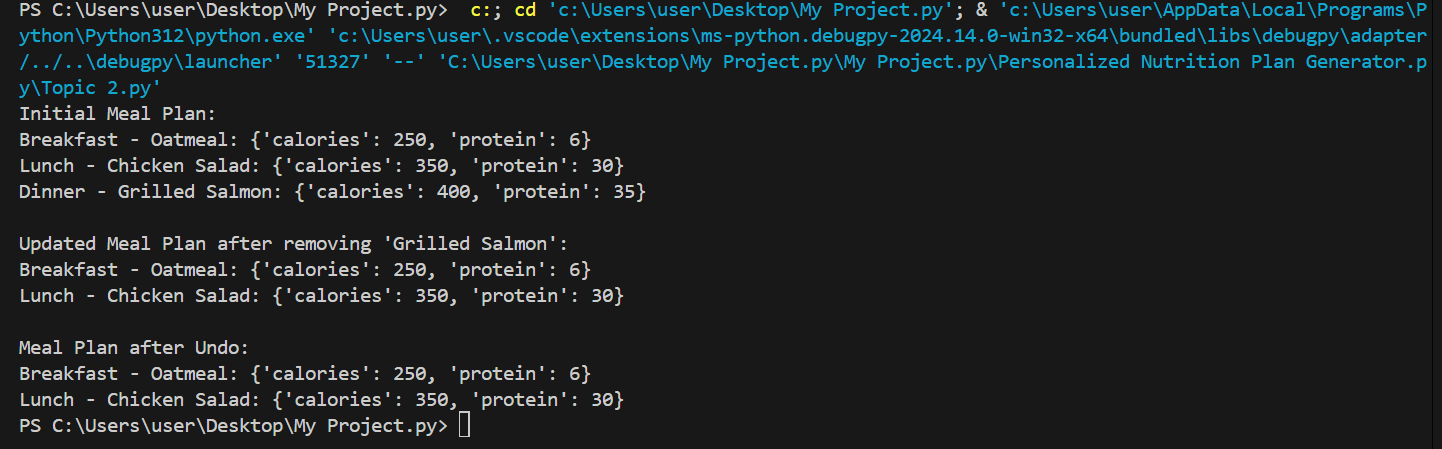 PS C:\Users\user\Desktop\My Project.py>  c:; cd 'c:\Users\user\Desktop\My Project.py'; & 'c:\Users\user\AppData\Local\Programs\P
ython\Python312\python.exe' 'c:\Users\user\.vscode\extensions\ms-python.debugpy-2024.14.0-win32-x64\bundled\libs\debugpy\adapter
/../..\debugpy\launcher' '51327' '--' 'C:\Users\user\Desktop\My Project.py\My Project.py\Personalized Nutrition Plan Generator.p
y\Topic 2.py'
Initial Meal Plan:
Breakfast - Oatmeal: {'calories': 250, 'protein': 6}
Lunch - Chicken Salad: {'calories': 350, 'protein': 30}
Dinner - Grilled Salmon: {'calories': 400, 'protein': 35}

Updated Meal Plan after removing 'Grilled Salmon':
Breakfast - Oatmeal: {'calories': 250, 'protein': 6}
Lunch - Chicken Salad: {'calories': 350, 'protein': 30}

Meal Plan after Undo:
Breakfast - Oatmeal: {'calories': 250, 'protein': 6}
Lunch - Chicken Salad: {'calories': 350, 'protein': 30}
PS C:\Users\user\Desktop\My Project.py>